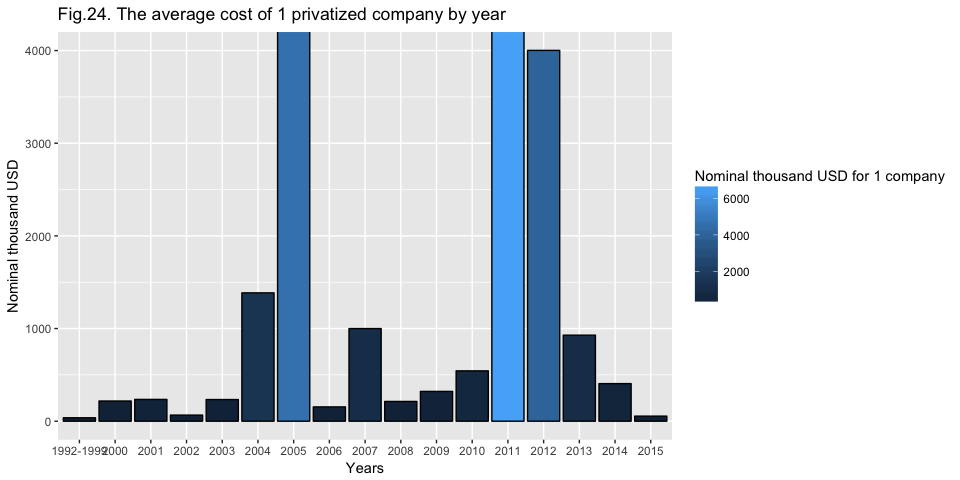 Fig.24. The average cost of 1 privatized company by year
4000
3000
2000
1000
0
Nominal thousand USD
1992-1999 2000 2001 2002 2003 2004 2005 2006 2007 2008 2009 2010 2011 2012 2013 2014 2015
Years
Nominal thousand USD for 1 company
6000
4000
2000